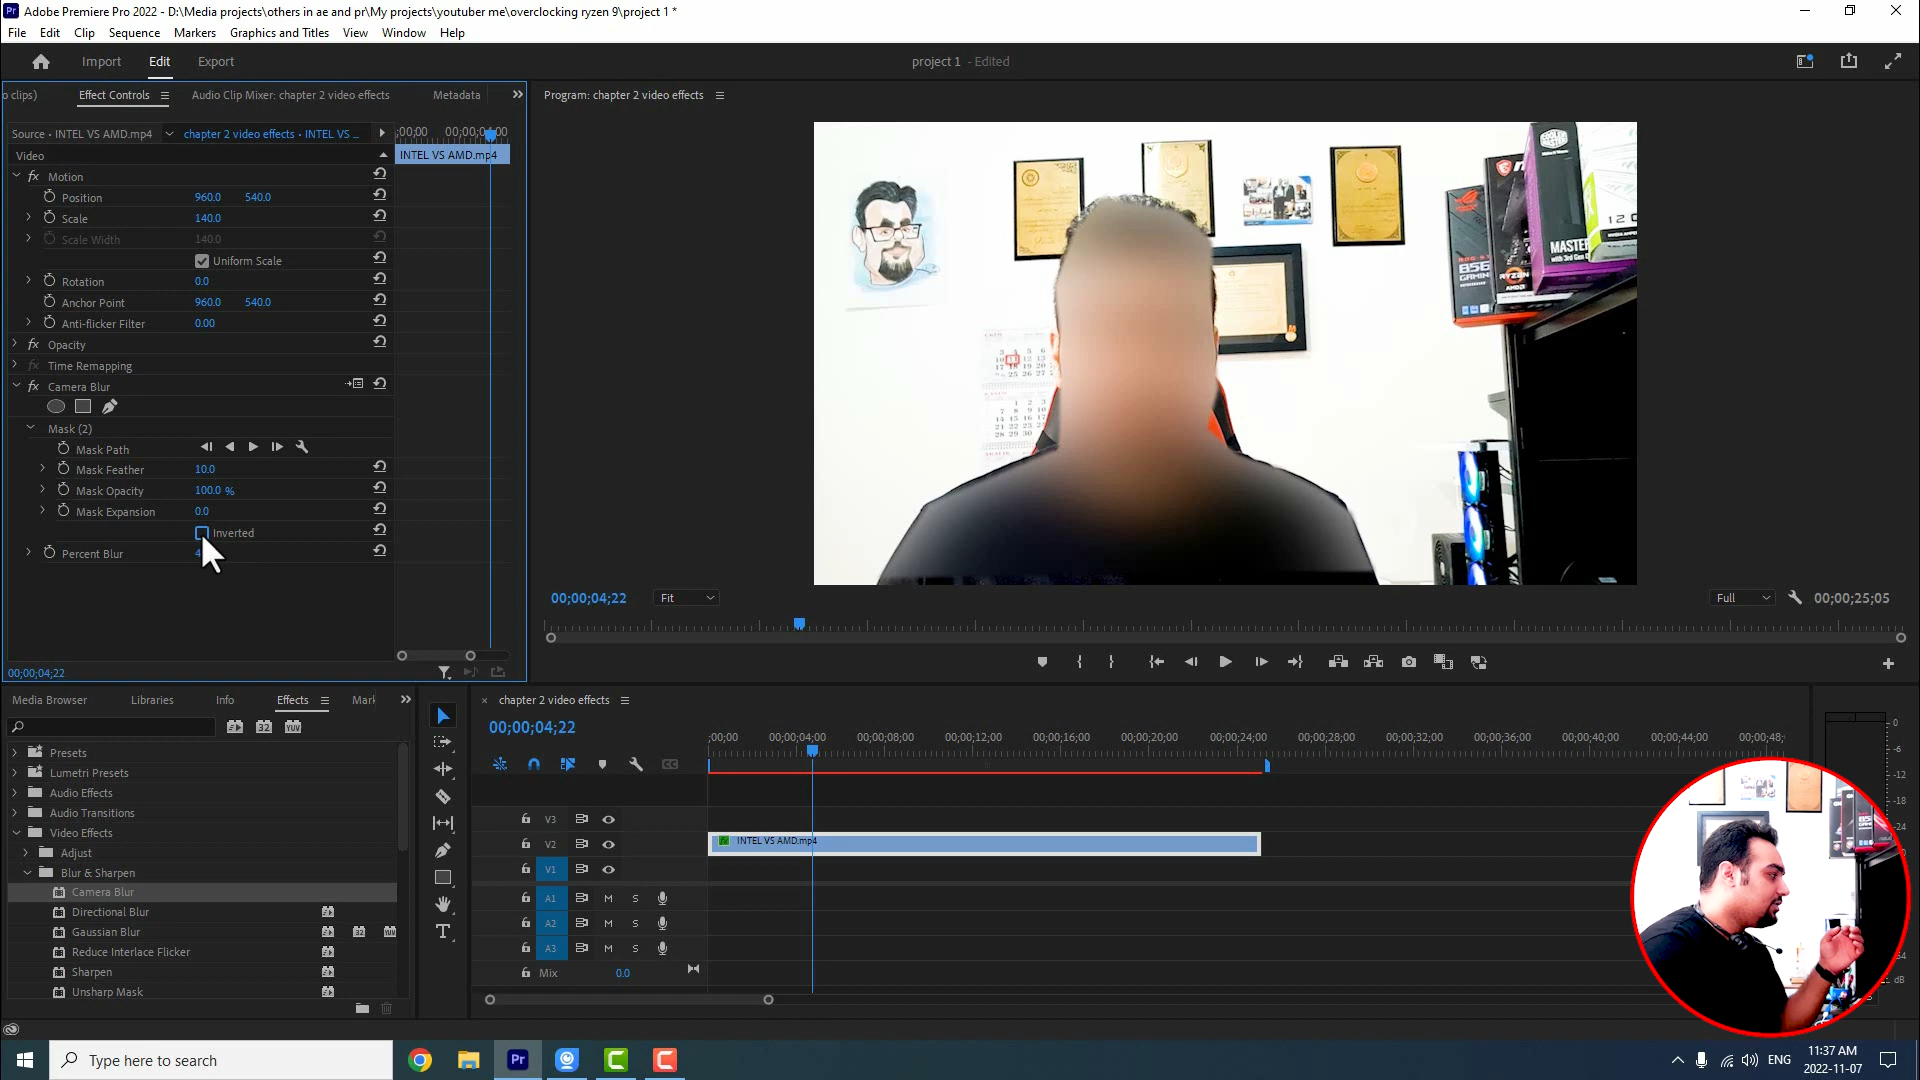 Adobe Premiere Pro 2022 - D:\Media projects\others in ae and pr\My projects\youtuber me\overclocking ryzen 9\project 1 *
File Edit Clip Sequence Markers Graphics and Titles View Window Help
Import Edit Export
project 1 - Edited
o clips) Effect Controls Audio Clip Mixer: chapter 2 video effects Metadata
Program: chapter 2 video effects
Source • INTEL VS AMD.mp4 chapter 2 video effects • INTEL VS ...
;00;00 00;00;04;00
Video
INTEL VS AMD.mp4
fx Motion
Position 960.0 540.0
Scale 140.0
Scale Width 140.0
Uniform Scale
Rotation 0.0
Anchor Point 960.0 540.0
Anti-flicker Filter 0.00
fx Opacity
fx Time Remapping
fx Camera Blur
Mask (2)
Mask Path
Mask Feather 10.0
Mask Opacity 100.0 %
Mask Expansion 0.0
Inverted
Percent Blur
00;00;04;22
MASTER
RYZEN
00;00;04;22 Fit Full 00;00;25;05
Media Browser Libraries Info Effects Mark
Presets
Lumetri Presets
Audio Effects
Audio Transitions
Video Effects
Adjust
Blur & Sharpen
Camera Blur
Directional Blur
Gaussian Blur
Reduce Interlace Flicker
Sharpen
Unsharp Mask
chapter 2 video effects
00;00;04;22
;00;00 00;00;04;00 00;00;08;00 00;00;12;00 00;00;16;00 00;00;20;00 00;00;24;00 00;00;28;00 00;00;32;00 00;00;36;00 00;00;40;00 00;00;44;00 00;00;48;
V3
V2 INTEL VS AMD.mp4
V1
A1 M S
A2 M S
A3 M S
Mix 0.0
0
-6
-12
-18
-24
dB
Type here to search
ENG
11:37 AM
2022-11-07